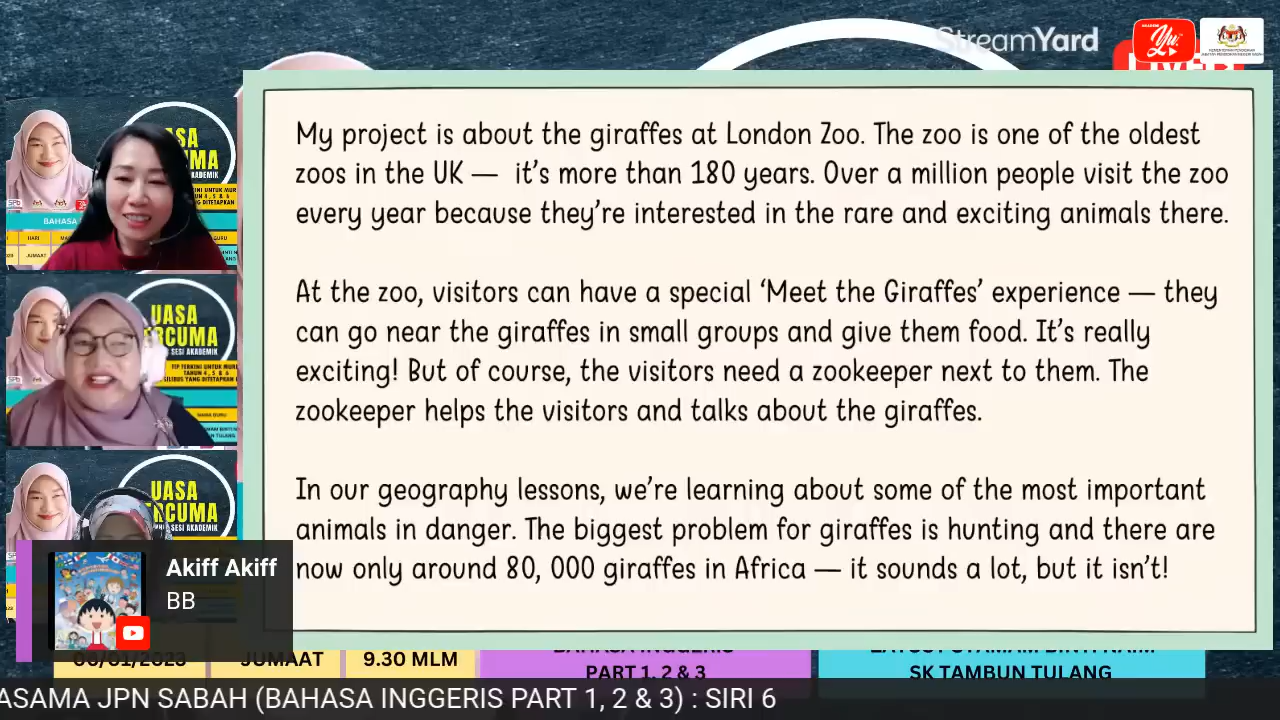 StreamYard
My project is about the giraffes at London Zoo. The zoo is one of the oldest
zoos in the UK — it's more than 180 years. Over a million people visit the zoo
every year because they're interested in the rare and exciting animals there.
At the zoo, visitors can have a special 'Meet the Giraffes' experience — they
can go near the giraffes in small groups and give them food. It's really
exciting! But of course, the visitors need a zookeeper next to them. The
zookeeper helps the visitors and talks about the giraffes.
In our geography lessons, we're learning about some of the most important
animals in danger. The biggest problem for giraffes is hunting and there are
now only around 80, 000 giraffes in Africa — it sounds a lot, but it isn't!
UASA
Akiff Akiff
BB
06/01/2023
JUMAAT
9.30 MLM
PART 1, 2 & 3
SK TAMBUN TULANG
ASAMA JPN SABAH (BAHASA INGGERIS PART 1, 2 & 3) : SIRI 6